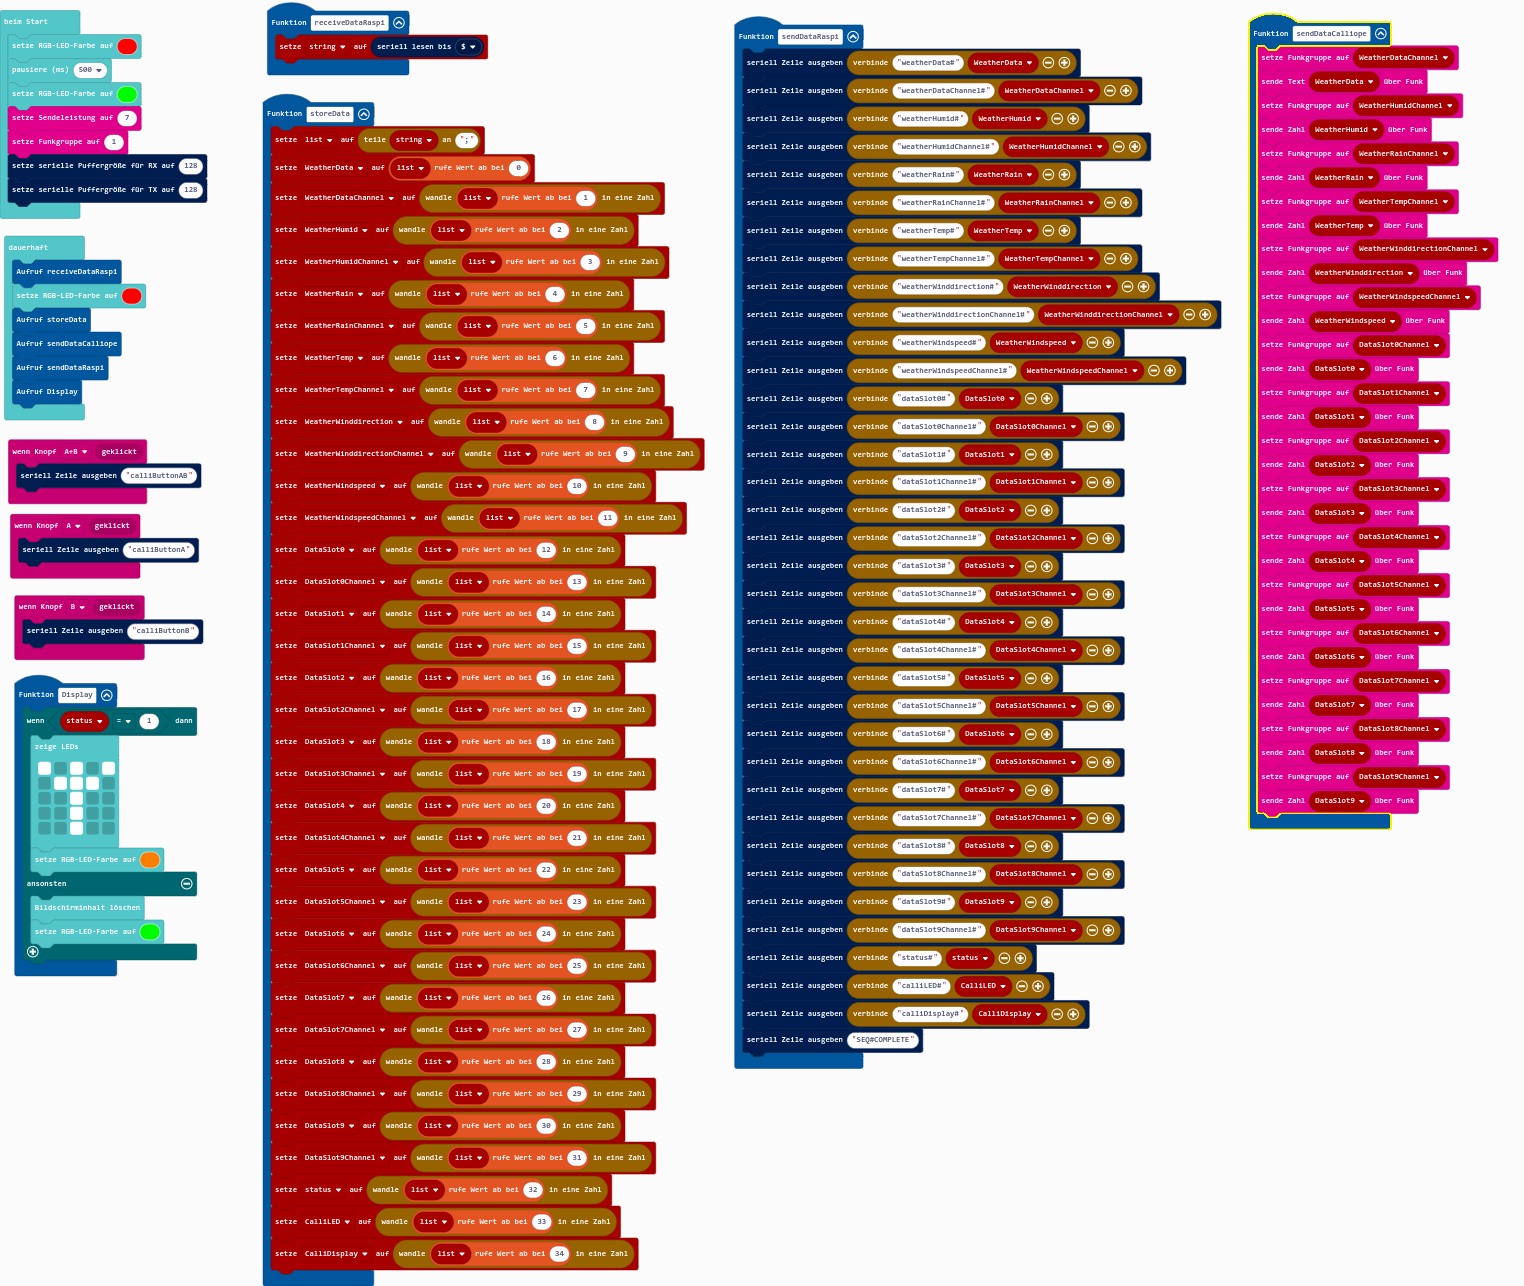 beim Start
setze RGB-LED-Farbe auf
pausiere (ms) 500
setze RGB-LED-Farbe auf
setze Sendeleistung auf 7
setze Funkgruppe auf 1
setze serielle Puffergröße für RX auf 128
setze serielle Puffergröße für TX auf 128
dauerhaft
Aufruf receiveDataRaspi
setze RGB-LED-Farbe auf
Aufruf storeData
Aufruf sendDataCalliope
Aufruf sendDataRaspi
Aufruf Display
wenn Knopf A+B geklickt
seriell Zeile ausgeben "calliButtonAB"
wenn Knopf A geklickt
seriell Zeile ausgeben "calliButtonA"
wenn Knopf B geklickt
seriell Zeile ausgeben "calliButtonB"
Funktion Display
wenn status = 1 dann
zeige LEDs
setze RGB-LED-Farbe auf
ansonsten
Bildschirminhalt löschen
setze RGB-LED-Farbe auf
Funktion receiveDataRaspi
setze string auf seriell lesen bis $
Funktion storeData
setze list auf teile string an ";"
setze WeatherData auf list rufe Wert ab bei 0
setze WeatherDataChannel auf wandle list rufe Wert ab bei 1 in eine Zahl
setze WeatherHumid auf wandle list rufe Wert ab bei 2 in eine Zahl
setze WeatherHumidChannel auf wandle list rufe Wert ab bei 3 in eine Zahl
setze WeatherRain auf wandle list rufe Wert ab bei 4 in eine Zahl
setze WeatherRainChannel auf wandle list rufe Wert ab bei 5 in eine Zahl
setze WeatherTemp auf wandle list rufe Wert ab bei 6 in eine Zahl
setze WeatherTempChannel auf wandle list rufe Wert ab bei 7 in eine Zahl
setze WeatherWinddirection auf wandle list rufe Wert ab bei 8 in eine Zahl
setze WeatherWinddirectionChannel auf wandle list rufe Wert ab bei 9 in eine Zahl
setze WeatherWindspeed auf wandle list rufe Wert ab bei 10 in eine Zahl
setze WeatherWindspeedChannel auf wandle list rufe Wert ab bei 11 in eine Zahl
setze DataSlot0 auf wandle list rufe Wert ab bei 12 in eine Zahl
setze DataSlot0Channel auf wandle list rufe Wert ab bei 13 in eine Zahl
setze DataSlot1 auf wandle list rufe Wert ab bei 14 in eine Zahl
setze DataSlot1Channel auf wandle list rufe Wert ab bei 15 in eine Zahl
setze DataSlot2 auf wandle list rufe Wert ab bei 16 in eine Zahl
setze DataSlot2Channel auf wandle list rufe Wert ab bei 17 in eine Zahl
setze DataSlot3 auf wandle list rufe Wert ab bei 18 in eine Zahl
setze DataSlot3Channel auf wandle list rufe Wert ab bei 19 in eine Zahl
setze DataSlot4 auf wandle list rufe Wert ab bei 20 in eine Zahl
setze DataSlot4Channel auf wandle list rufe Wert ab bei 21 in eine Zahl
setze DataSlot5 auf wandle list rufe Wert ab bei 22 in eine Zahl
setze DataSlot5Channel auf wandle list rufe Wert ab bei 23 in eine Zahl
setze DataSlot6 auf wandle list rufe Wert ab bei 24 in eine Zahl
setze DataSlot6Channel auf wandle list rufe Wert ab bei 25 in eine Zahl
setze DataSlot7 auf wandle list rufe Wert ab bei 26 in eine Zahl
setze DataSlot7Channel auf wandle list rufe Wert ab bei 27 in eine Zahl
setze DataSlot8 auf wandle list rufe Wert ab bei 28 in eine Zahl
setze DataSlot8Channel auf wandle list rufe Wert ab bei 29 in eine Zahl
setze DataSlot9 auf wandle list rufe Wert ab bei 30 in eine Zahl
setze DataSlot9Channel auf wandle list rufe Wert ab bei 31 in eine Zahl
setze status auf wandle list rufe Wert ab bei 32 in eine Zahl
setze CalliLED auf wandle list rufe Wert ab bei 33 in eine Zahl
setze CalliDisplay auf wandle list rufe Wert ab bei 34 in eine Zahl
Funktion sendDataRaspi
seriell Zeile ausgeben verbinde "weatherData#" WeatherData
seriell Zeile ausgeben verbinde "weatherDataChannel#" WeatherDataChannel
seriell Zeile ausgeben verbinde "weatherHumid#" WeatherHumid
seriell Zeile ausgeben verbinde "weatherHumidChannel#" WeatherHumidChannel
seriell Zeile ausgeben verbinde "weatherRain#" WeatherRain
seriell Zeile ausgeben verbinde "weatherRainChannel#" WeatherRainChannel
seriell Zeile ausgeben verbinde "weatherTemp#" WeatherTemp
seriell Zeile ausgeben verbinde "weatherTempChannel#" WeatherTempChannel
seriell Zeile ausgeben verbinde "weatherWinddirection#" WeatherWinddirection
seriell Zeile ausgeben verbinde "weatherWinddirectionChannel#" WeatherWinddirectionChannel
seriell Zeile ausgeben verbinde "weatherWindspeed#" WeatherWindspeed
seriell Zeile ausgeben verbinde "weatherWindspeedChannel#" WeatherWindspeedChannel
seriell Zeile ausgeben verbinde "dataSlot0#" DataSlot0
seriell Zeile ausgeben verbinde "dataSlot0Channel#" DataSlot0Channel
seriell Zeile ausgeben verbinde "dataSlot1#" DataSlot1
seriell Zeile ausgeben verbinde "dataSlot1Channel#" DataSlot1Channel
seriell Zeile ausgeben verbinde "dataSlot2#" DataSlot2
seriell Zeile ausgeben verbinde "dataSlot2Channel#" DataSlot2Channel
seriell Zeile ausgeben verbinde "dataSlot3#" DataSlot3
seriell Zeile ausgeben verbinde "dataSlot3Channel#" DataSlot3Channel
seriell Zeile ausgeben verbinde "dataSlot4#" DataSlot4
seriell Zeile ausgeben verbinde "dataSlot4Channel#" DataSlot4Channel
seriell Zeile ausgeben verbinde "dataSlot5#" DataSlot5
seriell Zeile ausgeben verbinde "dataSlot5Channel#" DataSlot5Channel
seriell Zeile ausgeben verbinde "dataSlot6#" DataSlot6
seriell Zeile ausgeben verbinde "dataSlot6Channel#" DataSlot6Channel
seriell Zeile ausgeben verbinde "dataSlot7#" DataSlot7
seriell Zeile ausgeben verbinde "dataSlot7Channel#" DataSlot7Channel
seriell Zeile ausgeben verbinde "dataSlot8#" DataSlot8
seriell Zeile ausgeben verbinde "dataSlot8Channel#" DataSlot8Channel
seriell Zeile ausgeben verbinde "dataSlot9#" DataSlot9
seriell Zeile ausgeben verbinde "dataSlot9Channel#" DataSlot9Channel
seriell Zeile ausgeben verbinde "status#" status
seriell Zeile ausgeben verbinde "calliLED#" CalliLED
seriell Zeile ausgeben verbinde "calliDisplay#" CalliDisplay
seriell Zeile ausgeben "SEQ#COMPLETE"
Funktion sendDataCalliope
setze Funkgruppe auf WeatherDataChannel
sende Text WeatherData über Funk
setze Funkgruppe auf WeatherHumidChannel
sende Zahl WeatherHumid über Funk
setze Funkgruppe auf WeatherRainChannel
sende Zahl WeatherRain über Funk
setze Funkgruppe auf WeatherTempChannel
sende Zahl WeatherTemp über Funk
setze Funkgruppe auf WeatherWinddirectionChannel
sende Zahl WeatherWinddirection über Funk
setze Funkgruppe auf WeatherWindspeedChannel
sende Zahl WeatherWindspeed über Funk
setze Funkgruppe auf DataSlot0Channel
sende Zahl DataSlot0 über Funk
setze Funkgruppe auf DataSlot1Channel
sende Zahl DataSlot1 über Funk
setze Funkgruppe auf DataSlot2Channel
sende Zahl DataSlot2 über Funk
setze Funkgruppe auf DataSlot3Channel
sende Zahl DataSlot3 über Funk
setze Funkgruppe auf DataSlot4Channel
sende Zahl DataSlot4 über Funk
setze Funkgruppe auf DataSlot5Channel
sende Zahl DataSlot5 über Funk
setze Funkgruppe auf DataSlot6Channel
sende Zahl DataSlot6 über Funk
setze Funkgruppe auf DataSlot7Channel
sende Zahl DataSlot7 über Funk
setze Funkgruppe auf DataSlot8Channel
sende Zahl DataSlot8 über Funk
setze Funkgruppe auf DataSlot9Channel
sende Zahl DataSlot9 über Funk